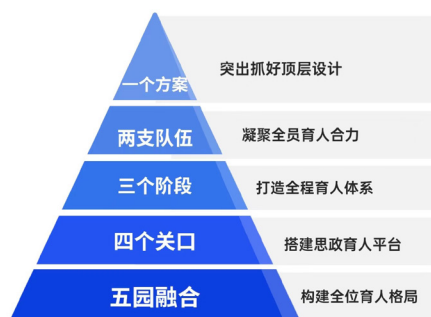 一个方案
突出抓好顶层设计
两支队伍
凝聚全员育人合力
三个阶段
打造全程育人体系
四个关口
搭建思政育人平台
五园融合
构建全位育人格局